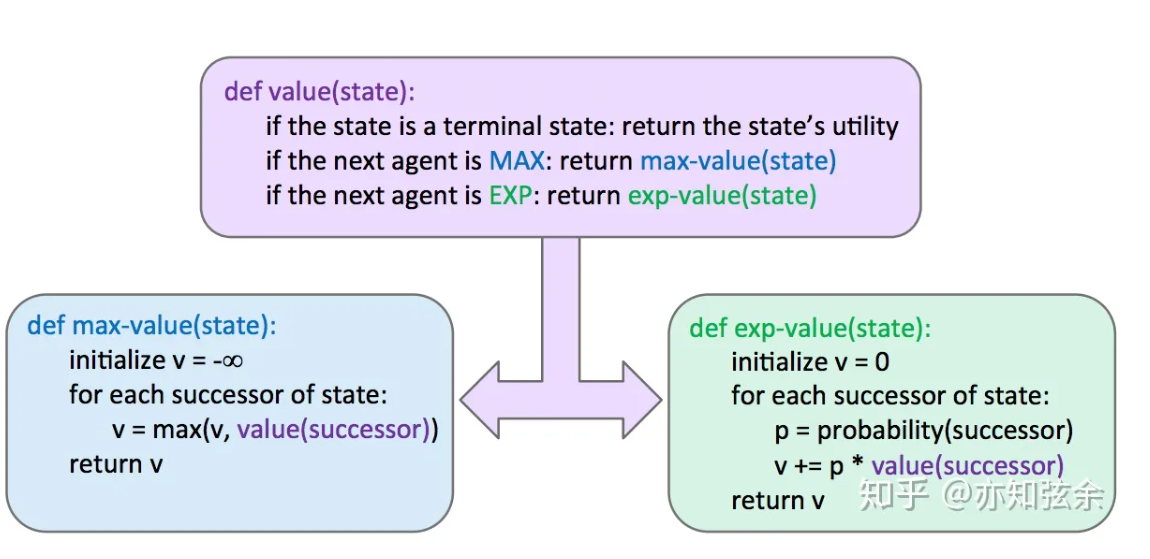 def value(state):
if the state is a terminal state: return the state’s utility
if the next agent is MAX: return max-value(state)
if the next agent is EXP: return exp-value(state)
def max-value(state):
initialize v = -∞
for each successor of state:
v = max(v, value(successor))
return v
def exp-value(state):
initialize v = 0
for each successor of state:
p = probability(successor)
v += p * value(successor)
return v
知乎 @亦知弦余